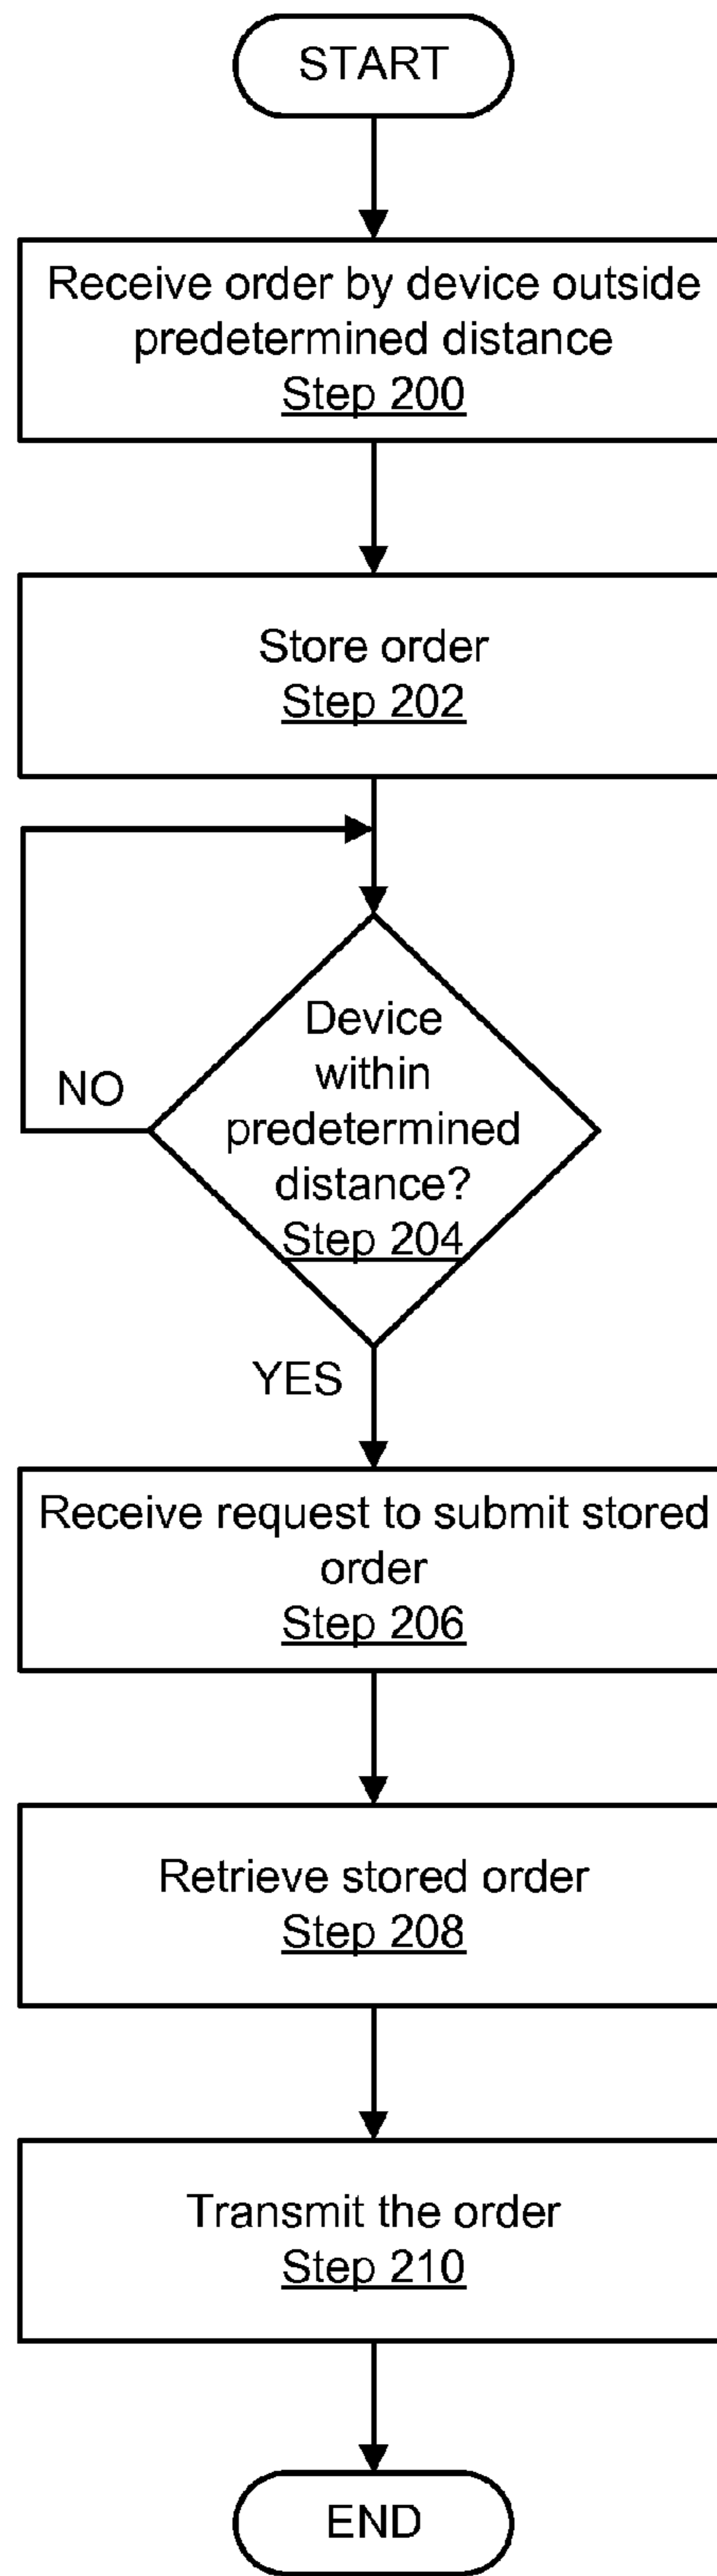 START
Receive order by device outside
predetermined distance
Step 200
Store order
Step 202
Device
within
predetermined
distance?
Step 204
NO
YES
Receive request to submit stored
order
Step 206
Retrieve stored order
Step 208
Transmit the order
Step 210
END